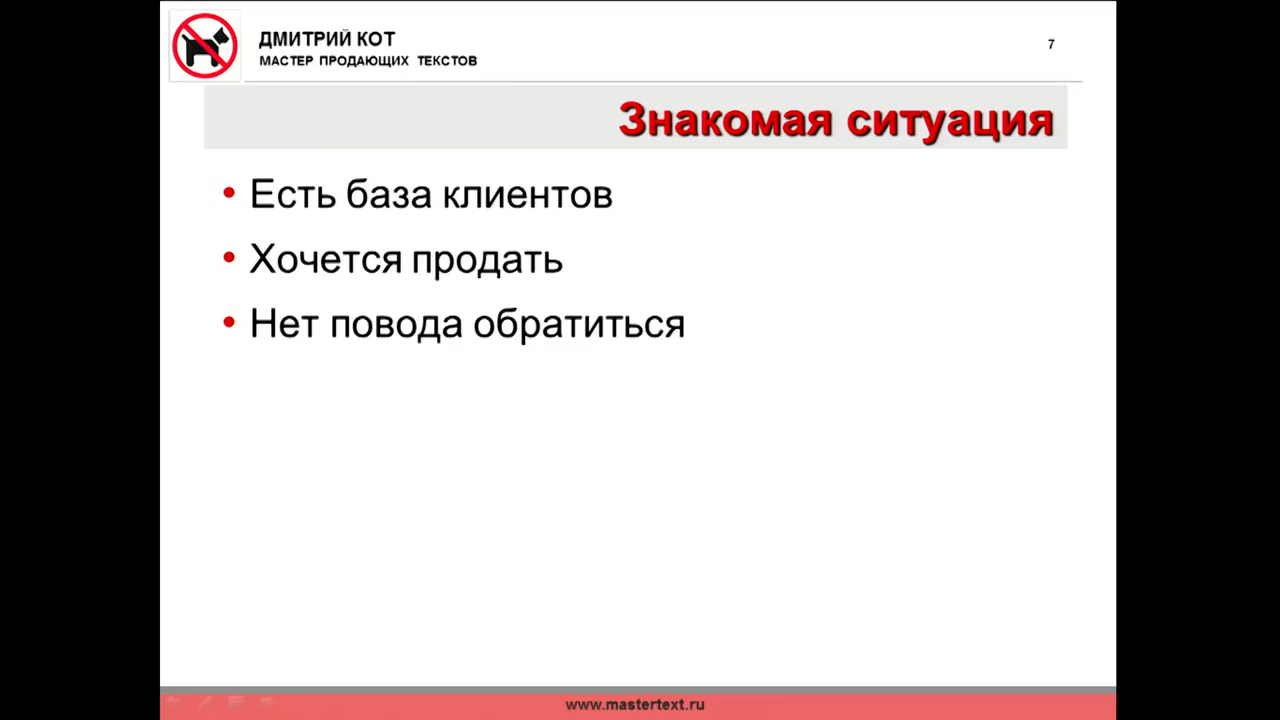 ДМИТРИЙ КОТ
МАСТЕР ПРОДАЮЩИХ ТЕКСТОВ
7
Знакомая ситуация
• Есть база клиентов
• Хочется продать
• Нет повода обратиться
www.mastertext.ru